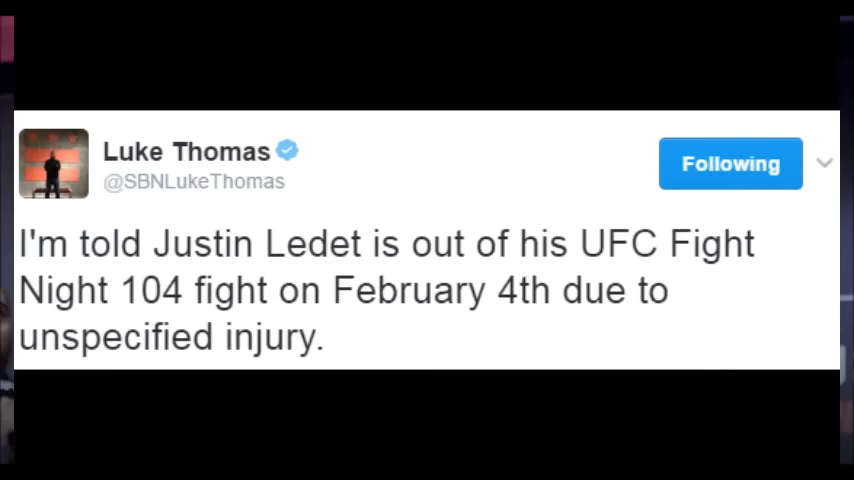 Luke Thomas
@SBNLukeThomas
Following
I'm told Justin Ledet is out of his UFC Fight
Night 104 fight on February 4th due to
unspecified injury.